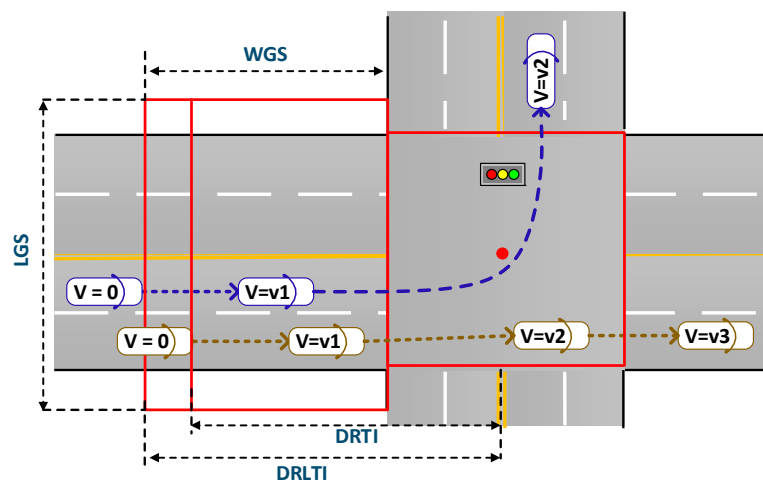 WGS
V=v2
LGS
V = 0
V=v1
V = 0
V=v1
V=v2
V=v3
DRTI
DRLTI